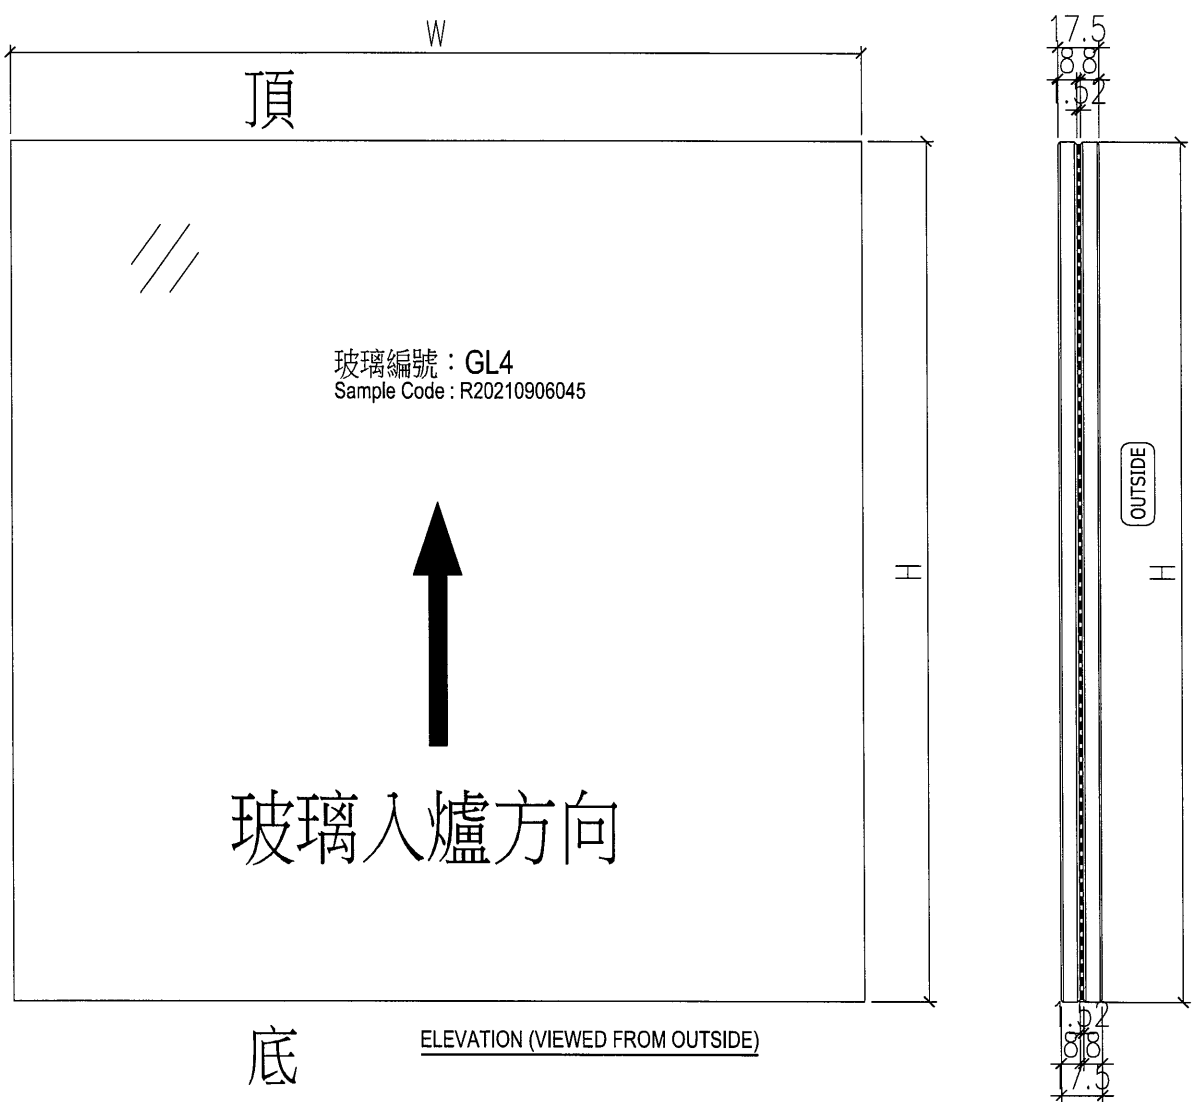 W
頂
玻璃編號：GL4
Sample Code : R20210906045
玻璃入爐方向
底
ELEVATION (VIEWED FROM OUTSIDE)
H
17.5
8 8
1.52
OUTSIDE
H
1.52
8 8
17.5